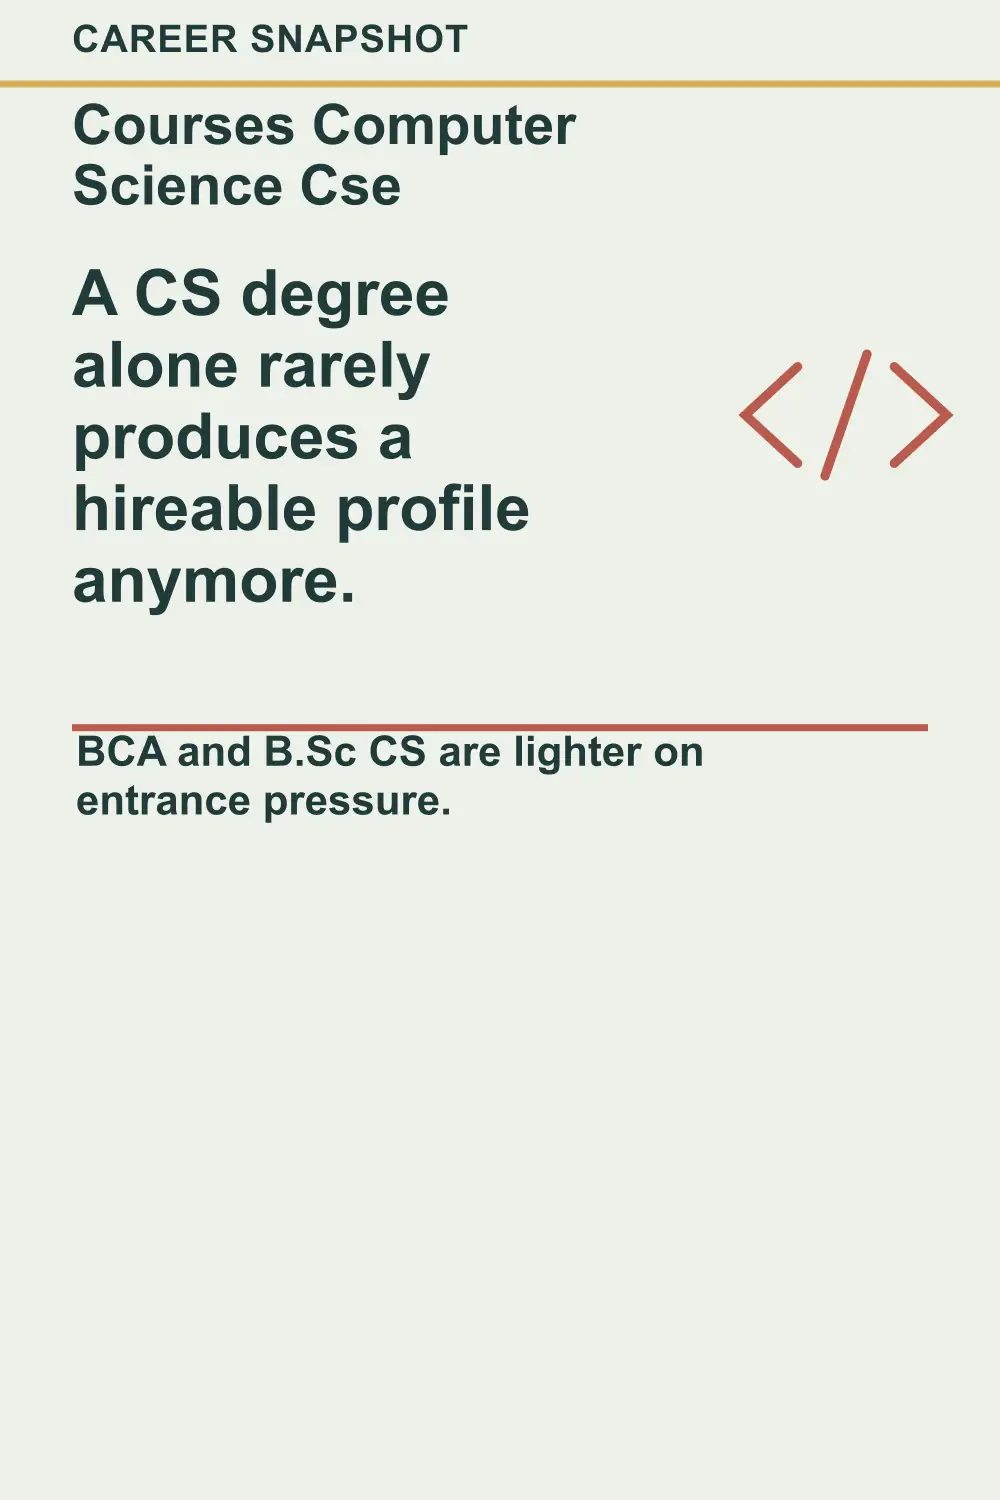 CAREER SNAPSHOT
Courses Computer
Science Cse
A CS degree
alone rarely
produces a
hireable profile
anymore.
BCA and B.Sc CS are lighter on
entrance pressure.